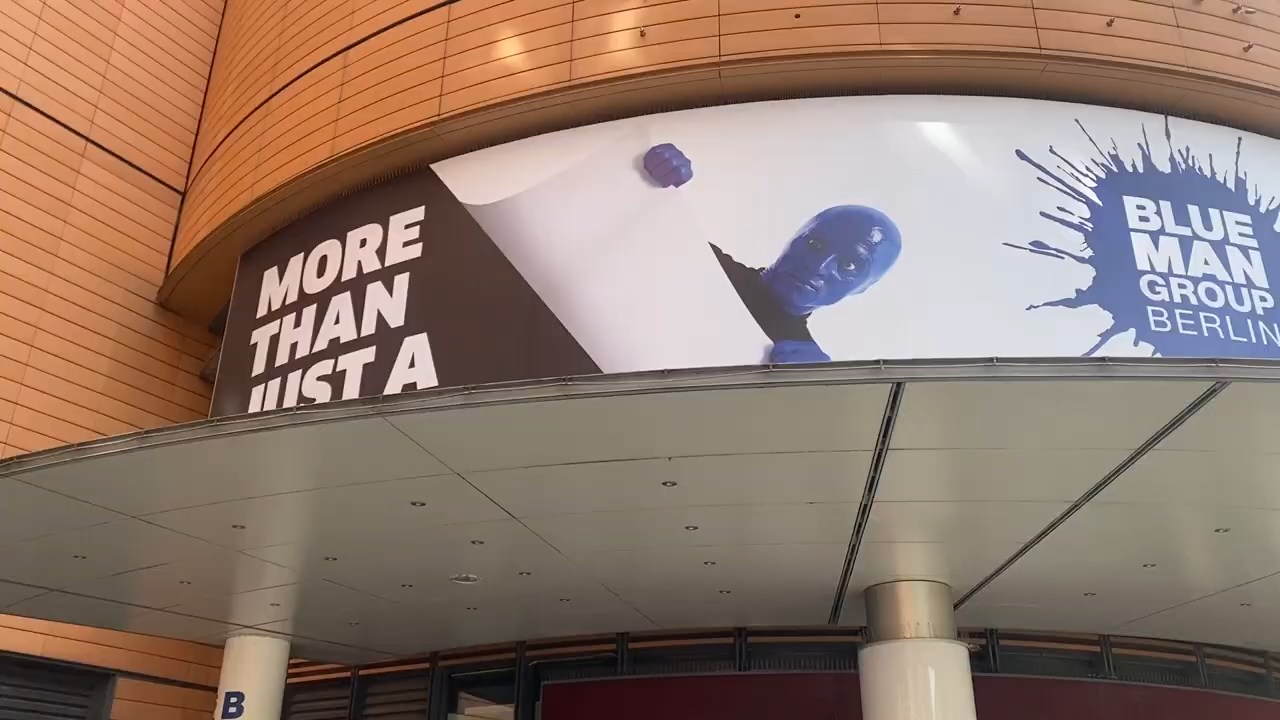 MORE
THAN
JUST A
BLUE
MAN
GROUP
BERLIN
B